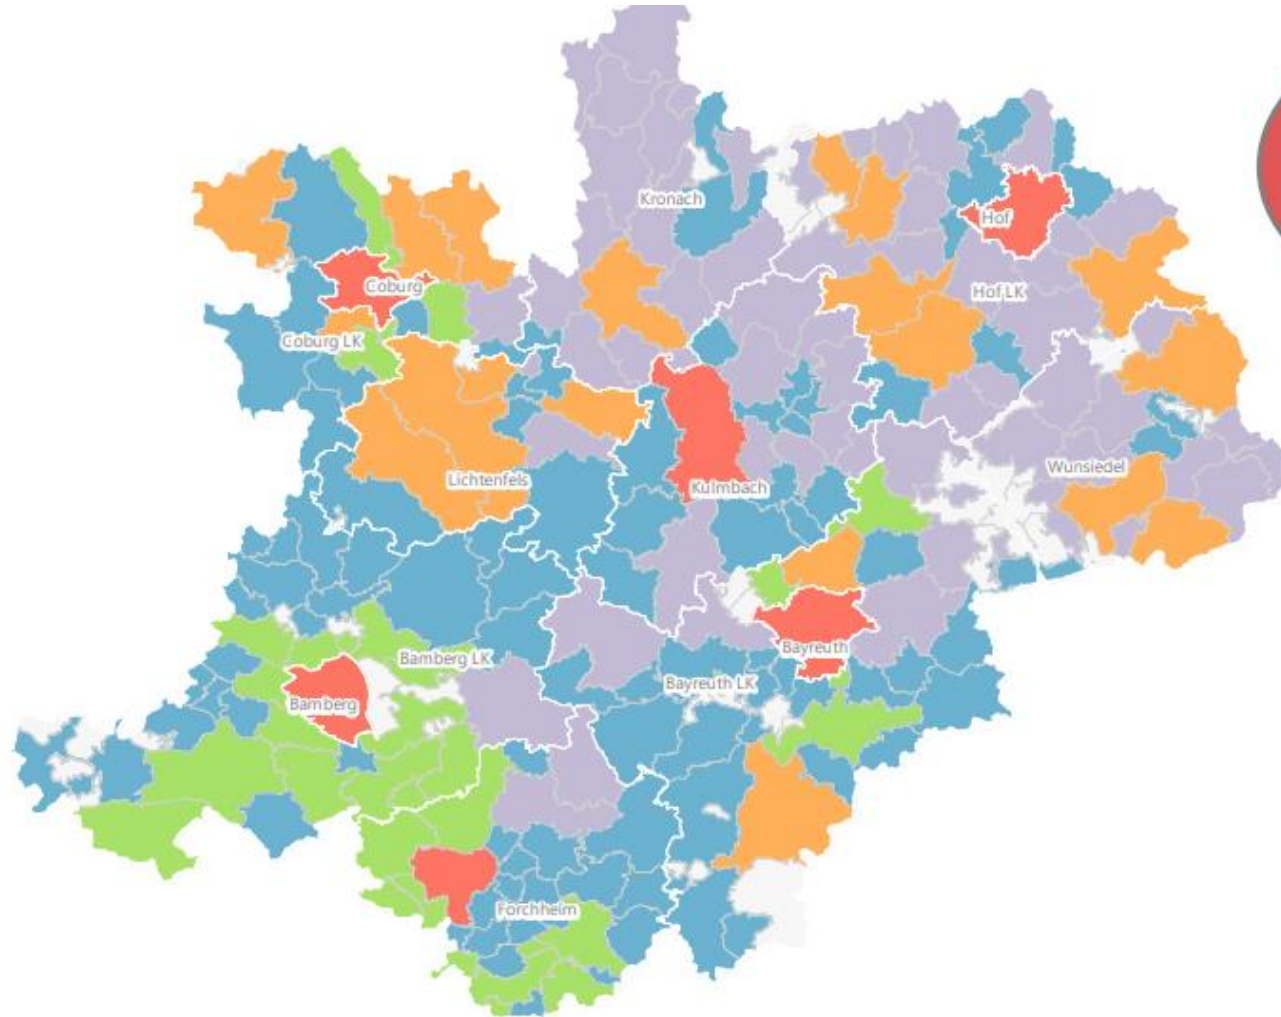 Kronach
Hof
Coburg
Hof LK
Coburg LK
Wunsiedel
Lichtenfels
Kulmbach
Bayreuth
Bamberg LK
Bayreuth LK
Bamberg
Forchheim